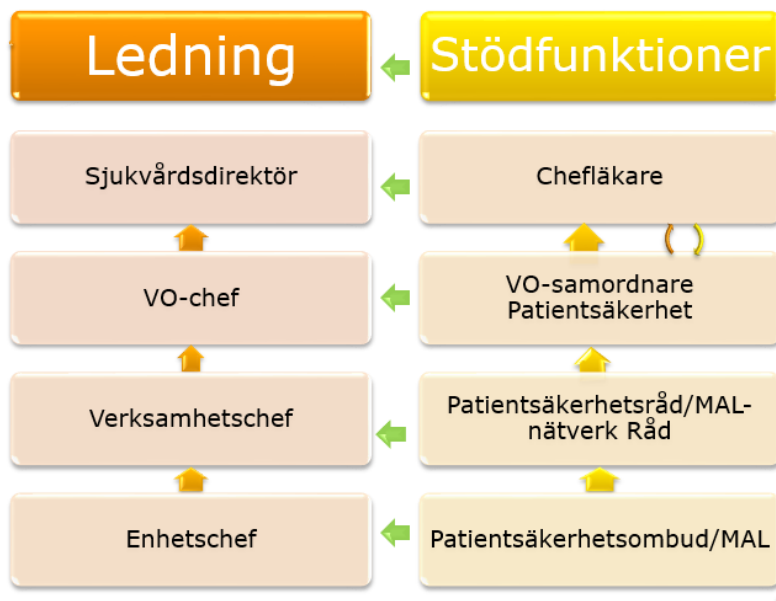 Ledning
Stödfunktioner
Sjukvårdsdirektör
Chefläkare
VO-chef
VO-samordnare
Patientsäkerhet
Verksamhetschef
Patientsäkerhetsråd/MAL-
nätverk Råd
Enhetschef
Patientsäkerhetsombud/MAL